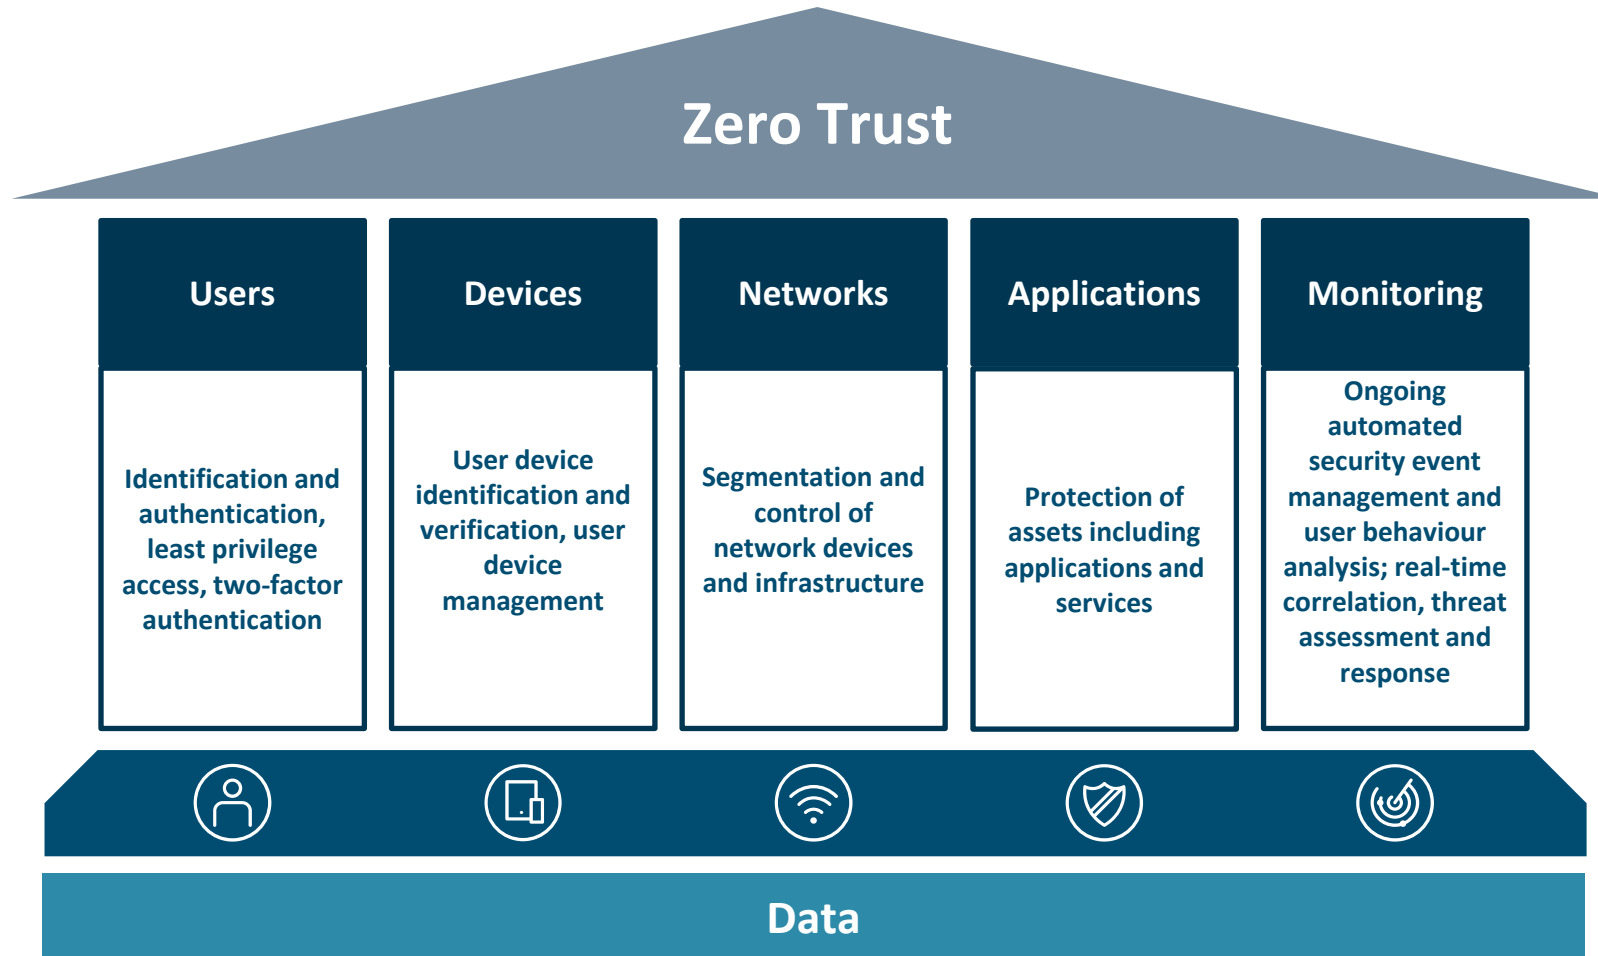 Zero Trust
Users
Identification and
authentication,
least privilege
access, two-factor
authentication
Devices
User device
identification and
verification, user
device
management
Networks
Segmentation and
control of
network devices
and infrastructure
Applications
Protection of
assets including
applications and
services
Monitoring
Ongoing
automated
security event
management and
user behaviour
analysis; real-time
correlation, threat
assessment and
response
Data